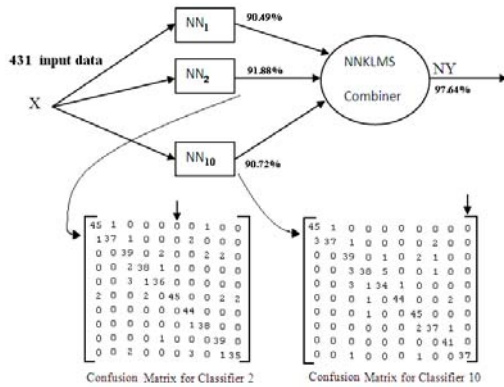 90.49%
NN1
431 input data
NNKLMS
Combiner
NY
97.64%
X
NN2
91.88%
NN10
90.72%
45 1 0 0 0 0 0 1 0 0
1 37 1 0 0 0 2 0 0 0
0 0 39 0 2 0 0 2 2 0
0 0 2 38 1 0 0 0 0 0
0 0 3 1 36 0 0 0 0 0
2 0 0 0 0 45 0 0 2 2
0 0 0 0 0 0 44 0 0 0
0 0 0 0 0 0 1 38 0 0
0 0 0 0 1 0 0 0 39 0
0 0 2 0 0 0 3 0 1 35
Confusion Matrix for Classifier 2
45 1 0 0 0 0 0 0 0 0
3 37 1 0 0 0 2 0 0 0
0 0 39 0 1 0 2 1 0 0
0 0 3 38 5 0 0 1 0 0
0 0 3 1 34 1 0 0 0 0
0 0 0 1 0 44 0 0 2 0
0 0 0 0 1 0 45 0 0 0
0 0 0 0 0 0 2 37 1 0
0 0 0 0 0 0 0 0 41 0
0 0 0 1 0 0 1 0 1 37
Confusion Matrix for Classifier 10